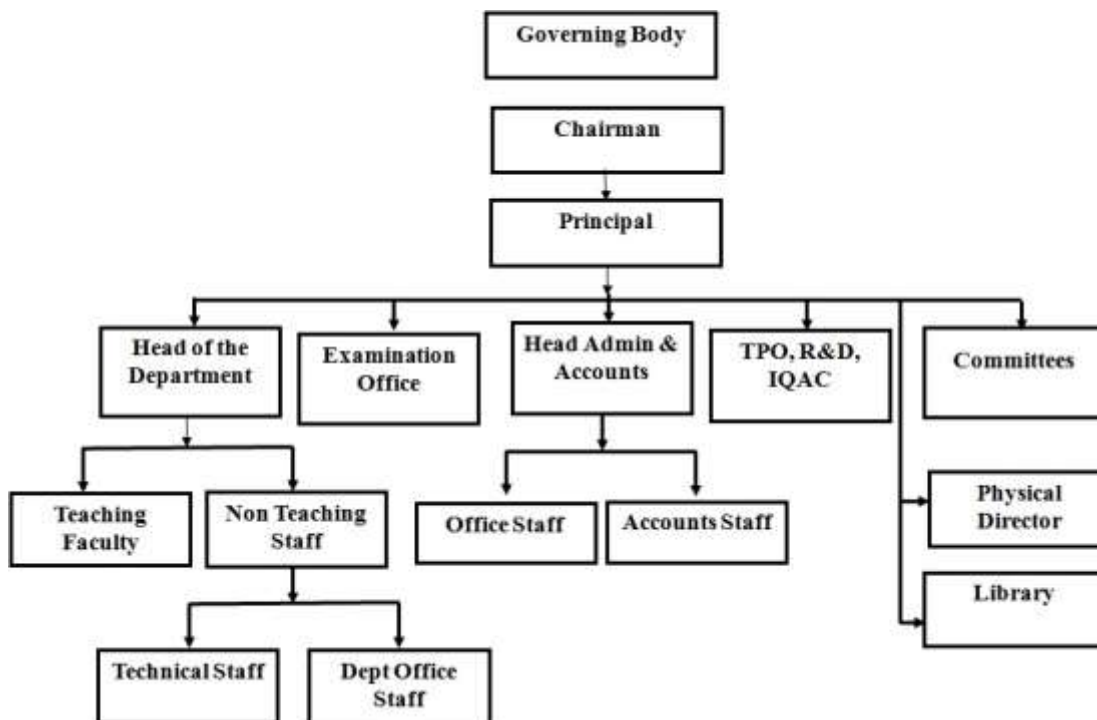 Governing Body
Chairman
Principal
Head of the
Department
Examination
Office
Head Admin &
Accounts
TPO, R&D,
IQAC
Committees
Teaching
Faculty
Non Teaching
Staff
Office Staff
Accounts Staff
Physical
Director
Library
Technical Staff
Dept Office
Staff